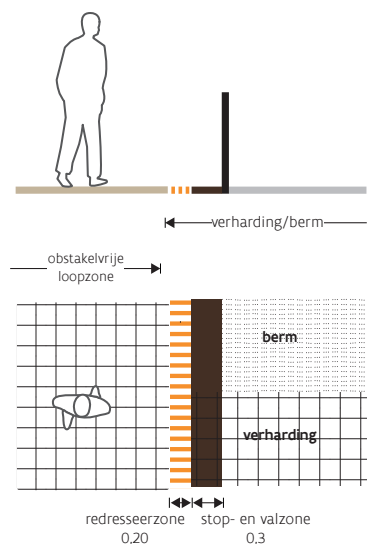 verharding/berm
obstakelvrije
loopzone
berm
verharding
redresseerzone stop- en valzone
0,20 0,3